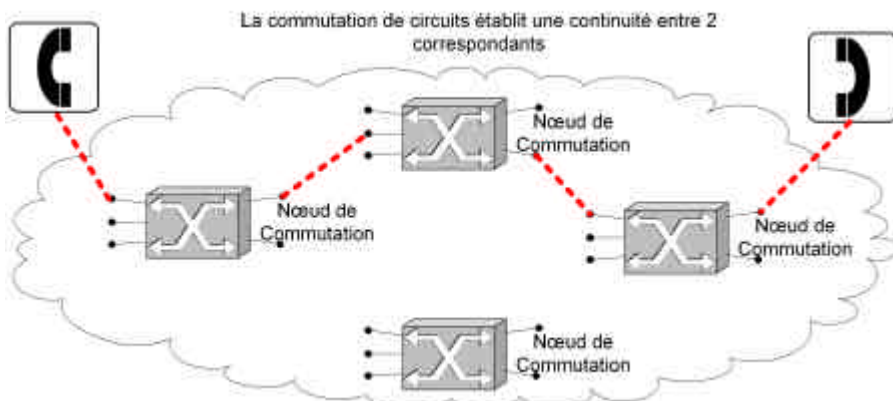 La commutation de circuits établit une continuité entre 2
correspondants
Nœud de
Commutation
Nœud de
Commutation
Nœud de
Commutation
Nœud de
Commutation